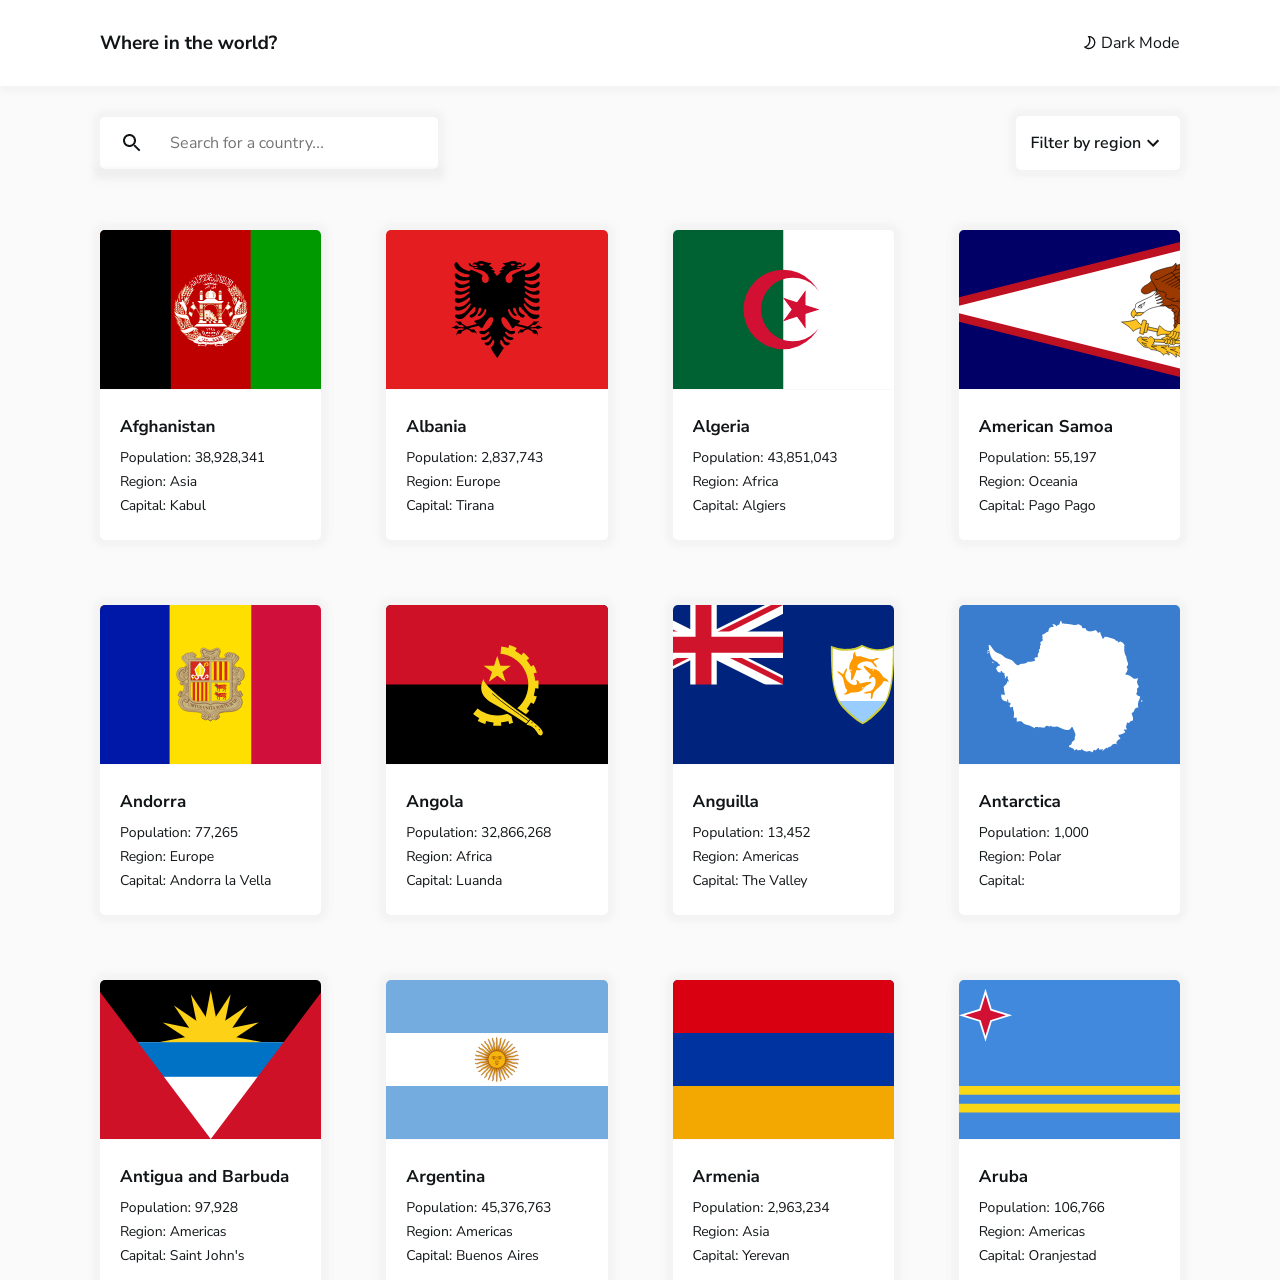 Where in the world?
Dark Mode
Search for a country...
Filter by region
Afghanistan
Population: 38,928,341
Region: Asia
Capital: Kabul
Albania
Population: 2,837,743
Region: Europe
Capital: Tirana
Algeria
Population: 43,851,043
Region: Africa
Capital: Algiers
American Samoa
Population: 55,197
Region: Oceania
Capital: Pago Pago
Andorra
Population: 77,265
Region: Europe
Capital: Andorra la Vella
Angola
Population: 32,866,268
Region: Africa
Capital: Luanda
Anguilla
Population: 13,452
Region: Americas
Capital: The Valley
Antarctica
Population: 1,000
Region: Polar
Capital:
Antigua and Barbuda
Population: 97,928
Region: Americas
Capital: Saint John's
Argentina
Population: 45,376,763
Region: Americas
Capital: Buenos Aires
Armenia
Population: 2,963,234
Region: Asia
Capital: Yerevan
Aruba
Population: 106,766
Region: Americas
Capital: Oranjestad